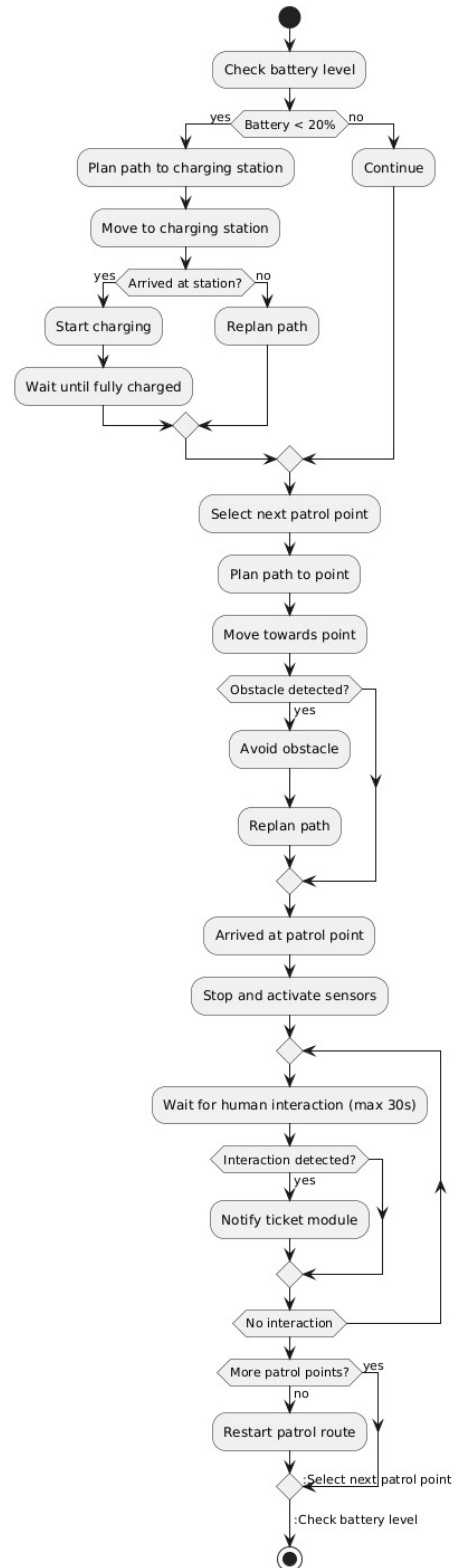 Check battery level
yes
Battery < 20%
no
Plan path to charging station
Continue
Move to charging station
yes
Arrived at station?
no
Start charging
Replan path
Wait until fully charged
Select next patrol point
Plan path to point
Move towards point
Obstacle detected?
yes
Avoid obstacle
Replan path
Arrived at patrol point
Stop and activate sensors
Wait for human interaction (max 30s)
Interaction detected?
yes
Notify ticket module
No interaction
More patrol points?
yes
no
Restart patrol route
:Select next patrol point
:Check battery level